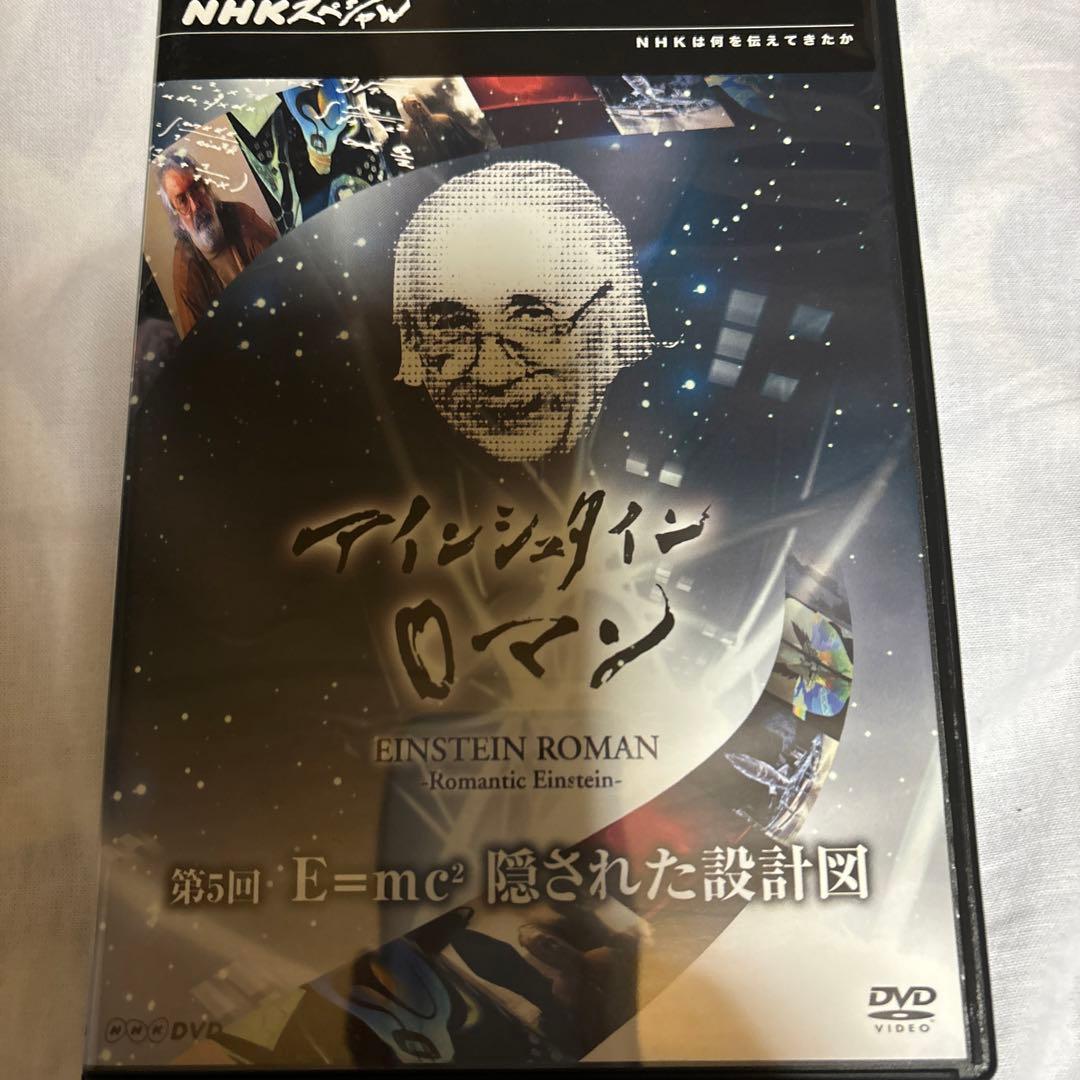 NHKスペシャル
NHKは何を伝えてきたか
アインシュタイン
ロマン
EINSTEIN ROMAN
-Romantic Einstein-
第5回 E=mc² 隠された設計図
NHK DVD
DVD
VIDEO